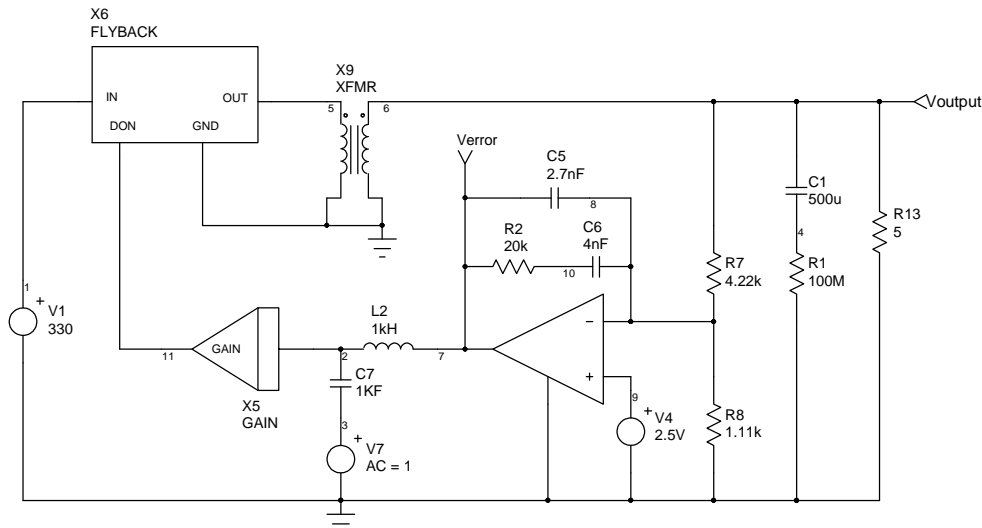 X6
FLYBACK
IN
OUT
DON
GND
X9
XFMR
5
6
Voutput
Verror
C5
2.7nF
8
R2
20k
C6
4nF
10
C1
500u
4
R13
5
R7
4.22k
R1
100M
1
V1
330
+
L2
1kH
GAIN
11
2
7
C7
1KF
X5
GAIN
−
+
9
+
V4
2.5V
R8
1.11k
3
+
V7
AC = 1